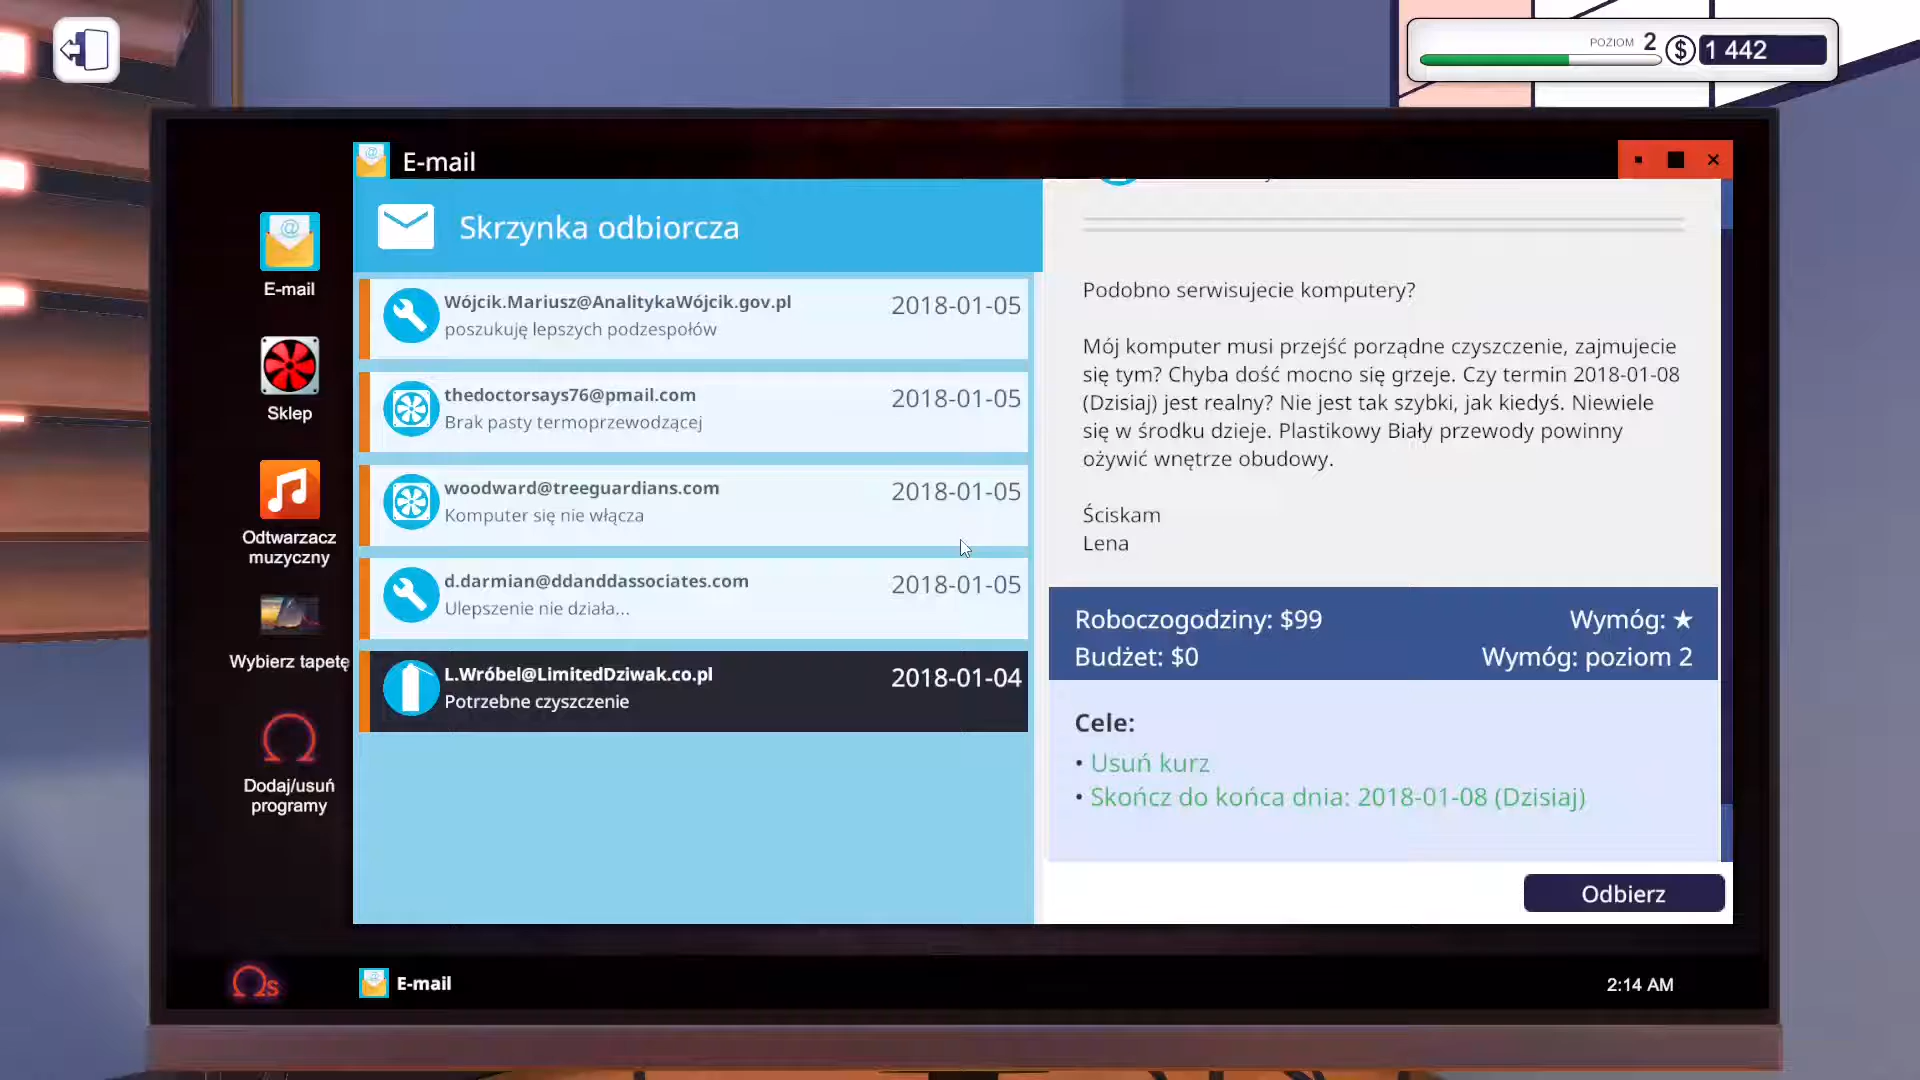 POZIOM 2
$ 1 442
E-mail
Skrzynka odbiorcza
E-mail
Sklep
Odtwarzacz
muzyczny
Wybierz tapetę
Dodaj/usuń
programy
Wójcik.Mariusz@AnalitykaWójcik.gov.pl
2018-01-05
poszukuję lepszych podzespołów
thedoctorsays76@pmail.com
2018-01-05
Brak pasty termoprzewodzącej
woodward@treeguardians.com
2018-01-05
Komputer się nie włącza
d.darmian@ddanddassociates.com
2018-01-05
Ulepszenie nie działa...
L.Wróbel@LimitedDziwak.co.pl
2018-01-04
Potrzebne czyszczenie
Podobno serwisujecie komputery?
Mój komputer musi przejść porządne czyszczenie, zajmujecie
się tym? Chyba dość mocno się grzeje. Czy termin 2018-01-08
(Dzisiaj) jest realny? Nie jest tak szybki, jak kiedyś. Niewiele
się w środku dzieje. Plastikowy Biały przewody powinny
ożywić wnętrze obudowy.
Ściskam
Lena
Roboczogodziny: $99
Wymóg: ★
Budżet: $0
Wymóg: poziom 2
Cele:
• Usuń kurz
• Skończ do końca dnia: 2018-01-08 (Dzisiaj)
Odbierz
Ωs
E-mail
2:14 AM